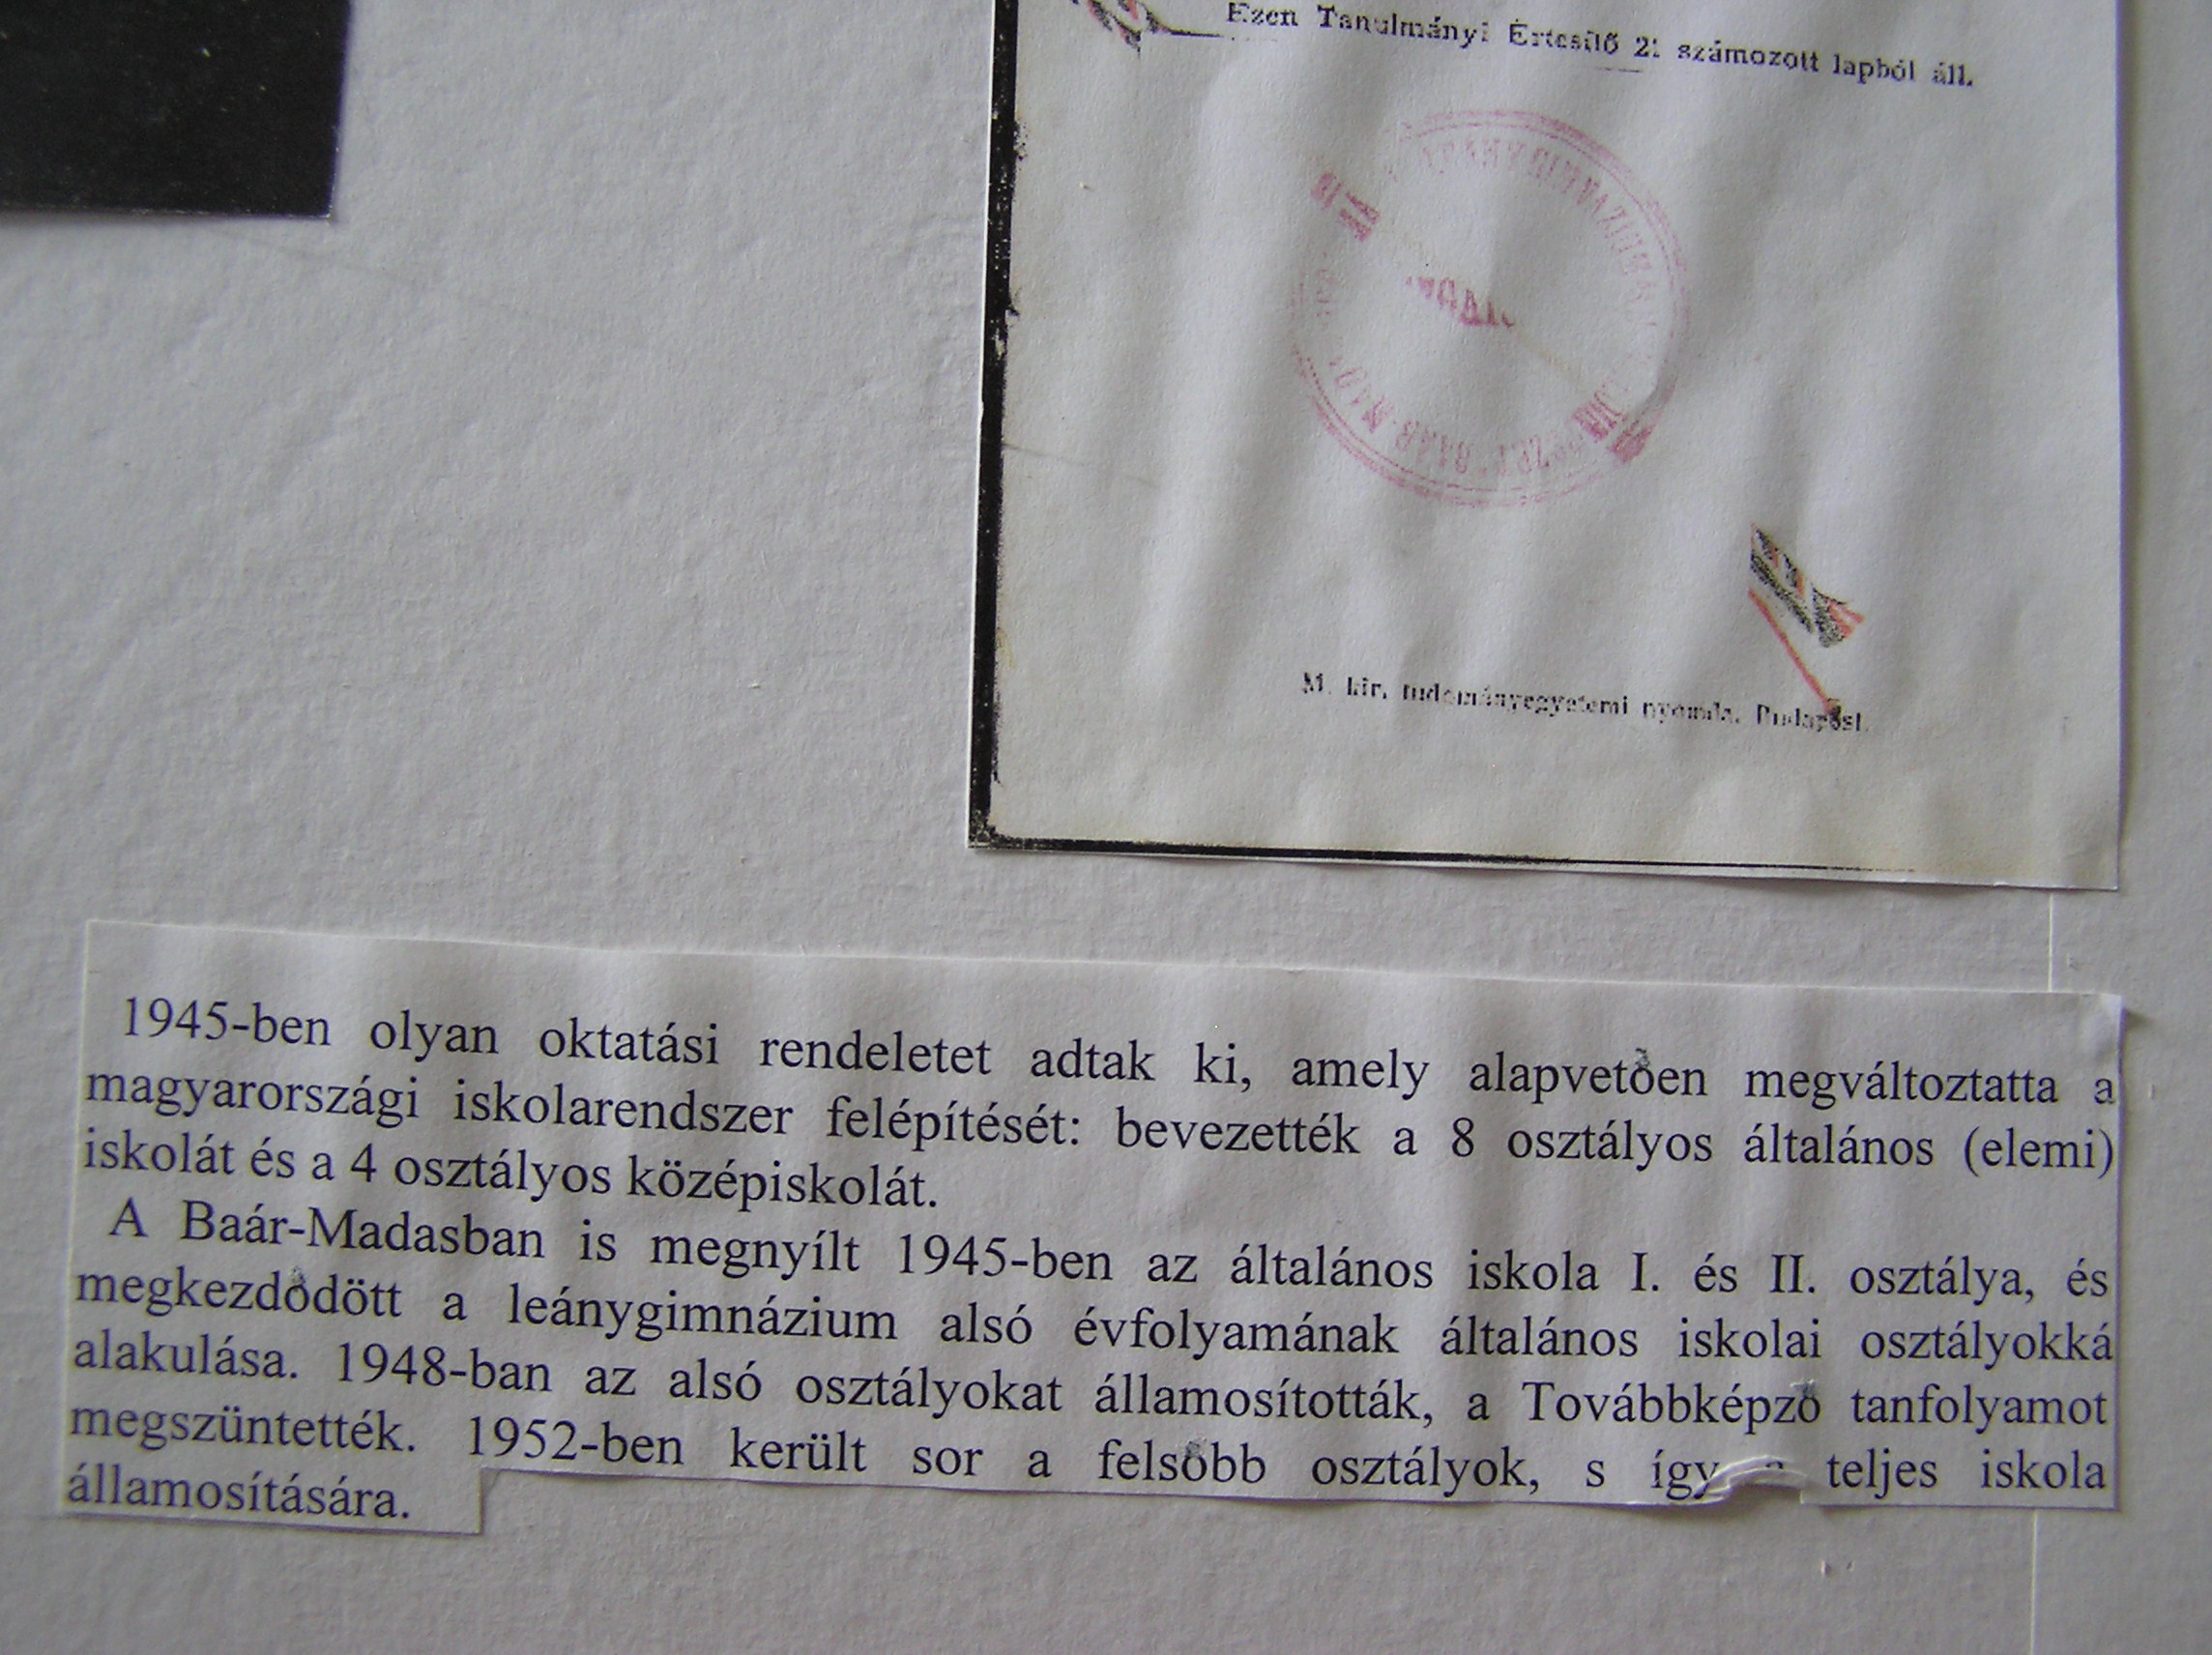 Ezen Tanulmányi Értesítő 21 számozott lapból áll.
LEÁNYGIMNÁZIUM
M. kir. tudományegyetemi nyomda, Budapest.
1945-ben olyan oktatási rendeletet adtak ki, amely alapvetően megváltoztatta a
magyarországi iskolarendszer felépítését: bevezették a 8 osztályos általános (elemi)
iskolát és a 4 osztályos középiskolát.
A Baár-Madasban is megnyílt 1945-ben az általános iskola I. és II. osztálya, és
megkezdődött a leánygimnázium alsó évfolyamának általános iskolai osztályokká
alakulása. 1948-ban az alsó osztályokat államosították, a Továbbképző tanfolyamot
megszüntették. 1952-ben került sor a felsőbb osztályok, s így a teljes iskola
államosítására.